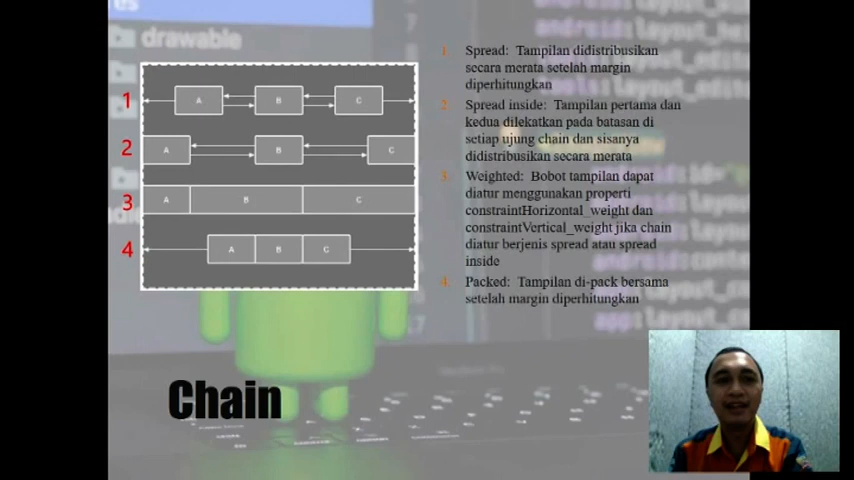 drawable
1
A
B
C
2
A
B
C
3
A
B
C
4
A
B
C
1. Spread: Tampilan didistribusikan
secara merata setelah margin
diperhitungkan
2. Spread inside: Tampilan pertama dan
kedua dilekatkan pada batasan di
setiap ujung chain dan sisanya
didistribusikan secara merata
3. Weighted: Bobot tampilan dapat
diatur menggunakan properti
constraintHorizontal_weight dan
constraintVertical_weight jika chain
diatur berjenis spread atau spread
inside
4. Packed: Tampilan di-pack bersama
setelah margin diperhitungkan
Chain